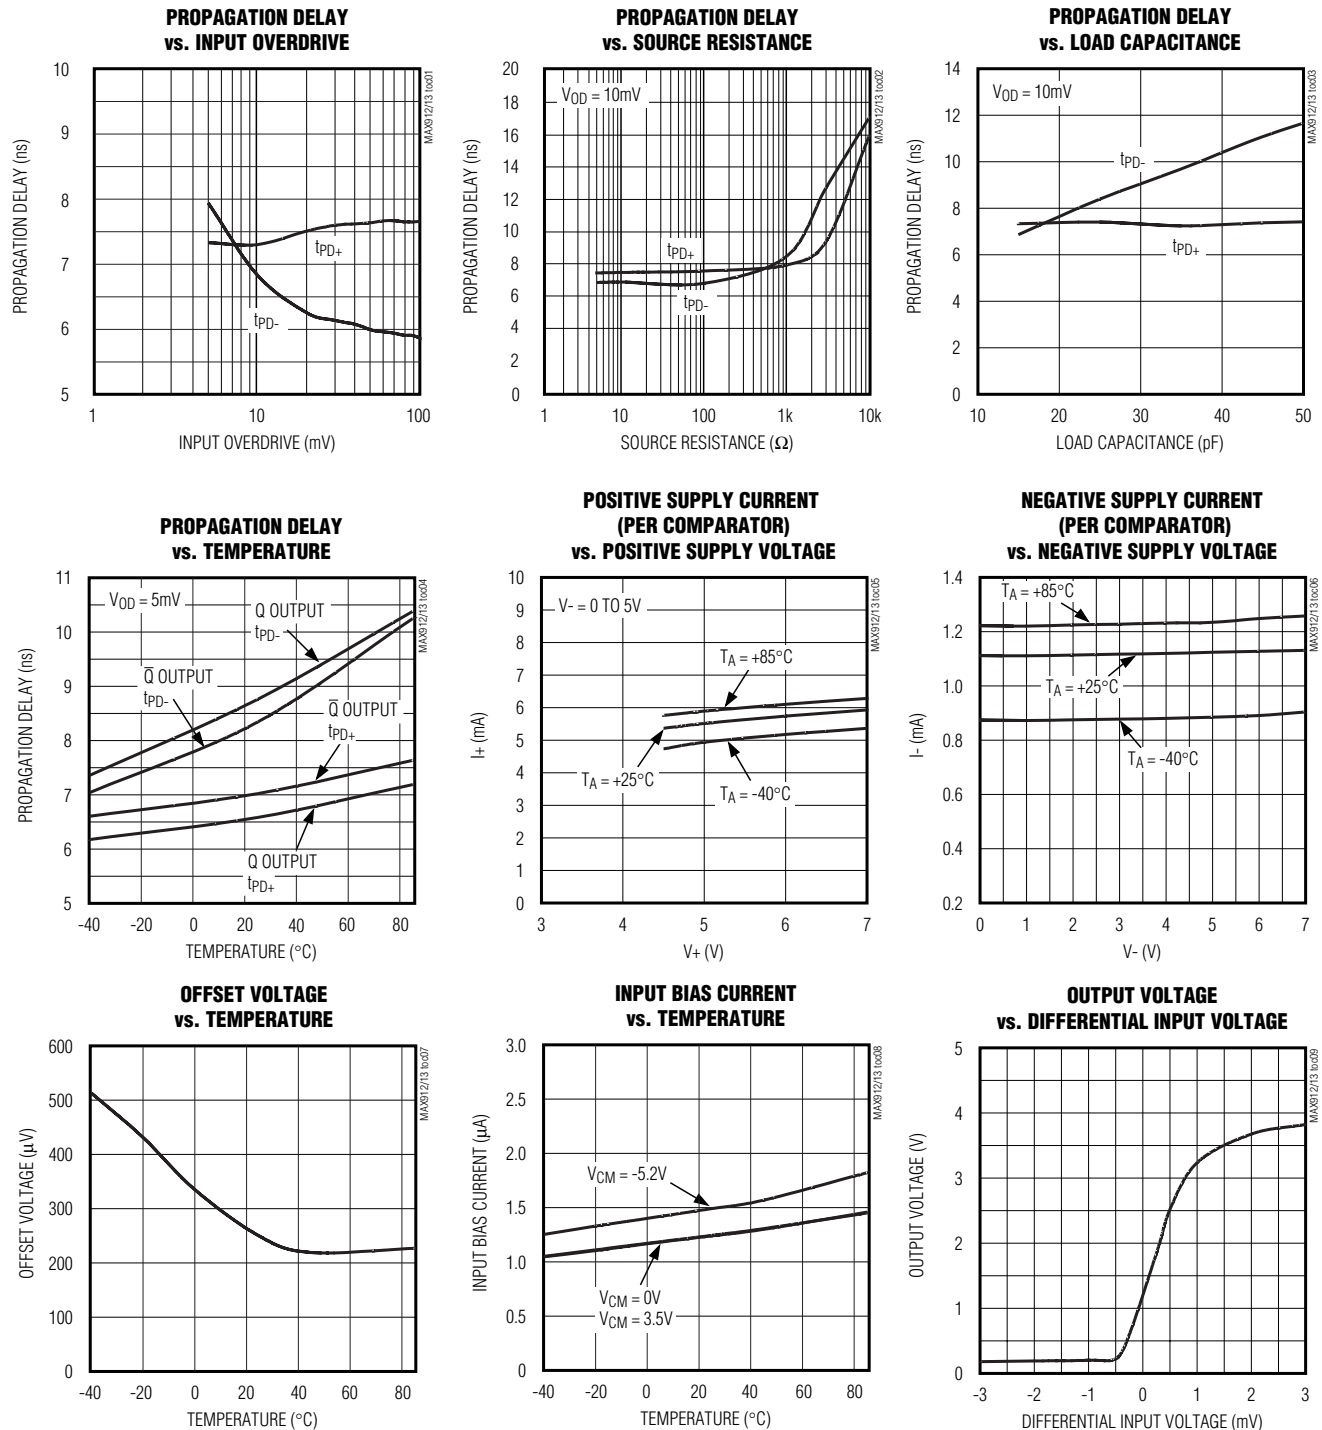 PROPAGATION DELAY
vs. INPUT OVERDRIVE
10
9
8
7
6
5
PROPAGATION DELAY (ns)
tPD+
tPD-
1
10
100
INPUT OVERDRIVE (mV)
MAX912/13 toc01
PROPAGATION DELAY
vs. SOURCE RESISTANCE
20
18
16
14
12
10
8
6
4
2
0
PROPAGATION DELAY (ns)
VOD = 10mV
tPD+
tPD-
1
10
100
1k
10k
SOURCE RESISTANCE (Ω)
MAX912/13 toc02
PROPAGATION DELAY
vs. LOAD CAPACITANCE
14
12
10
8
6
4
2
0
PROPAGATION DELAY (ns)
VOD = 10mV
tPD-
tPD+
10
20
30
40
50
LOAD CAPACITANCE (pF)
MAX912/13 toc03
PROPAGATION DELAY
vs. TEMPERATURE
11
10
9
8
7
6
5
PROPAGATION DELAY (ns)
VOD = 5mV
Q OUTPUT
tPD-
Q̅ OUTPUT
tPD-
Q̅ OUTPUT
tPD+
Q OUTPUT
tPD+
-40
-20
0
20
40
60
80
TEMPERATURE (°C)
MAX912/13 toc04
POSITIVE SUPPLY CURRENT
(PER COMPARATOR)
vs. POSITIVE SUPPLY VOLTAGE
10
9
8
7
6
5
4
3
2
1
0
I+ (mA)
V- = 0 TO 5V
TA = +85°C
TA = +25°C
TA = -40°C
3
4
5
6
7
V+ (V)
MAX912/13 toc05
NEGATIVE SUPPLY CURRENT
(PER COMPARATOR)
vs. NEGATIVE SUPPLY VOLTAGE
1.4
1.2
1.0
0.8
0.6
0.4
0.2
I- (mA)
TA = +85°C
TA = +25°C
TA = -40°C
0
1
2
3
4
5
6
7
V- (V)
MAX912/13 toc06
OFFSET VOLTAGE
vs. TEMPERATURE
600
500
400
300
200
100
0
OFFSET VOLTAGE (μV)
-40
-20
0
20
40
60
80
TEMPERATURE (°C)
MAX912/13 toc07
INPUT BIAS CURRENT
vs. TEMPERATURE
3.0
2.5
2.0
1.5
1.0
0.5
0
INPUT BIAS CURRENT (μA)
VCM = -5.2V
VCM = 0V
VCM = 3.5V
-40
-20
0
20
40
60
80
TEMPERATURE (°C)
MAX912/13 toc08
OUTPUT VOLTAGE
vs. DIFFERENTIAL INPUT VOLTAGE
5
4
3
2
1
0
OUTPUT VOLTAGE (V)
-3
-2
-1
0
1
2
3
DIFFERENTIAL INPUT VOLTAGE (mV)
MAX912/13 toc09